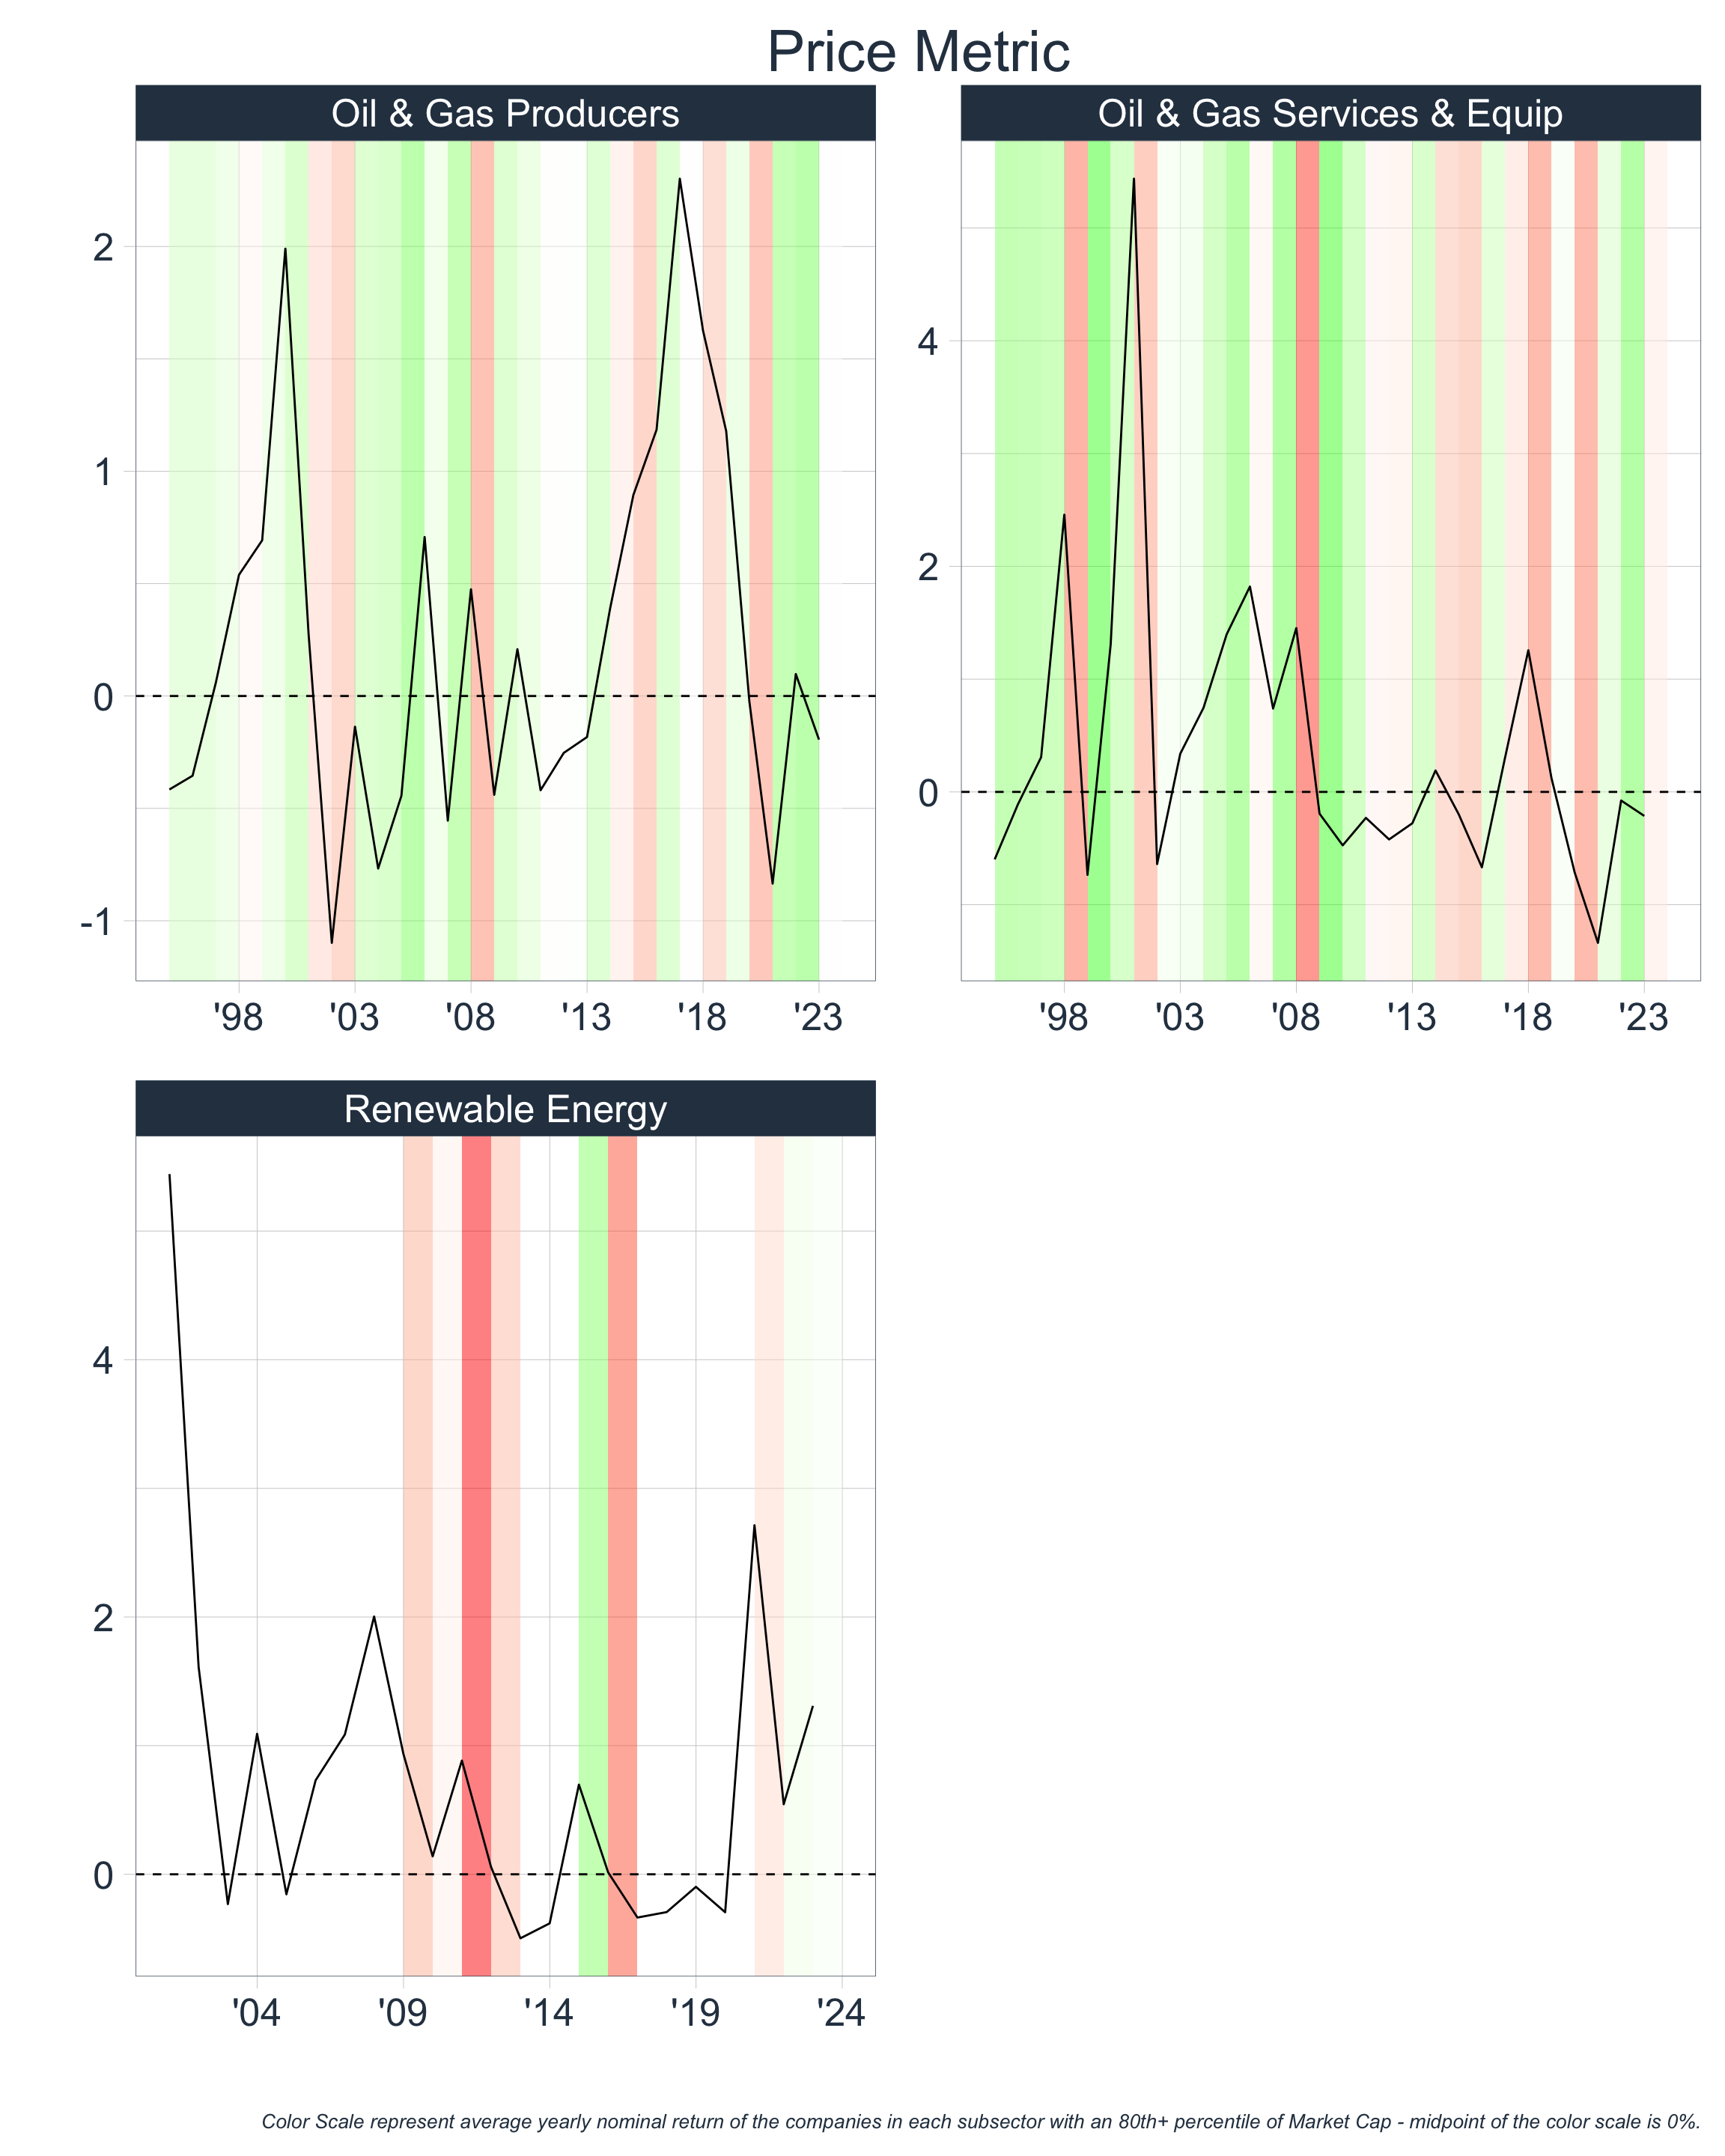 Price Metric
Oil & Gas Producers
Oil & Gas Services & Equip
2
1
0
-1
'98 '03 '08 '13 '18 '23
4
2
0
'98 '03 '08 '13 '18 '23
Renewable Energy
4
2
0
'04 '09 '14 '19 '24
Color Scale represent average yearly nominal return of the companies in each subsector with an 80th+ percentile of Market Cap - midpoint of the color scale is 0%.